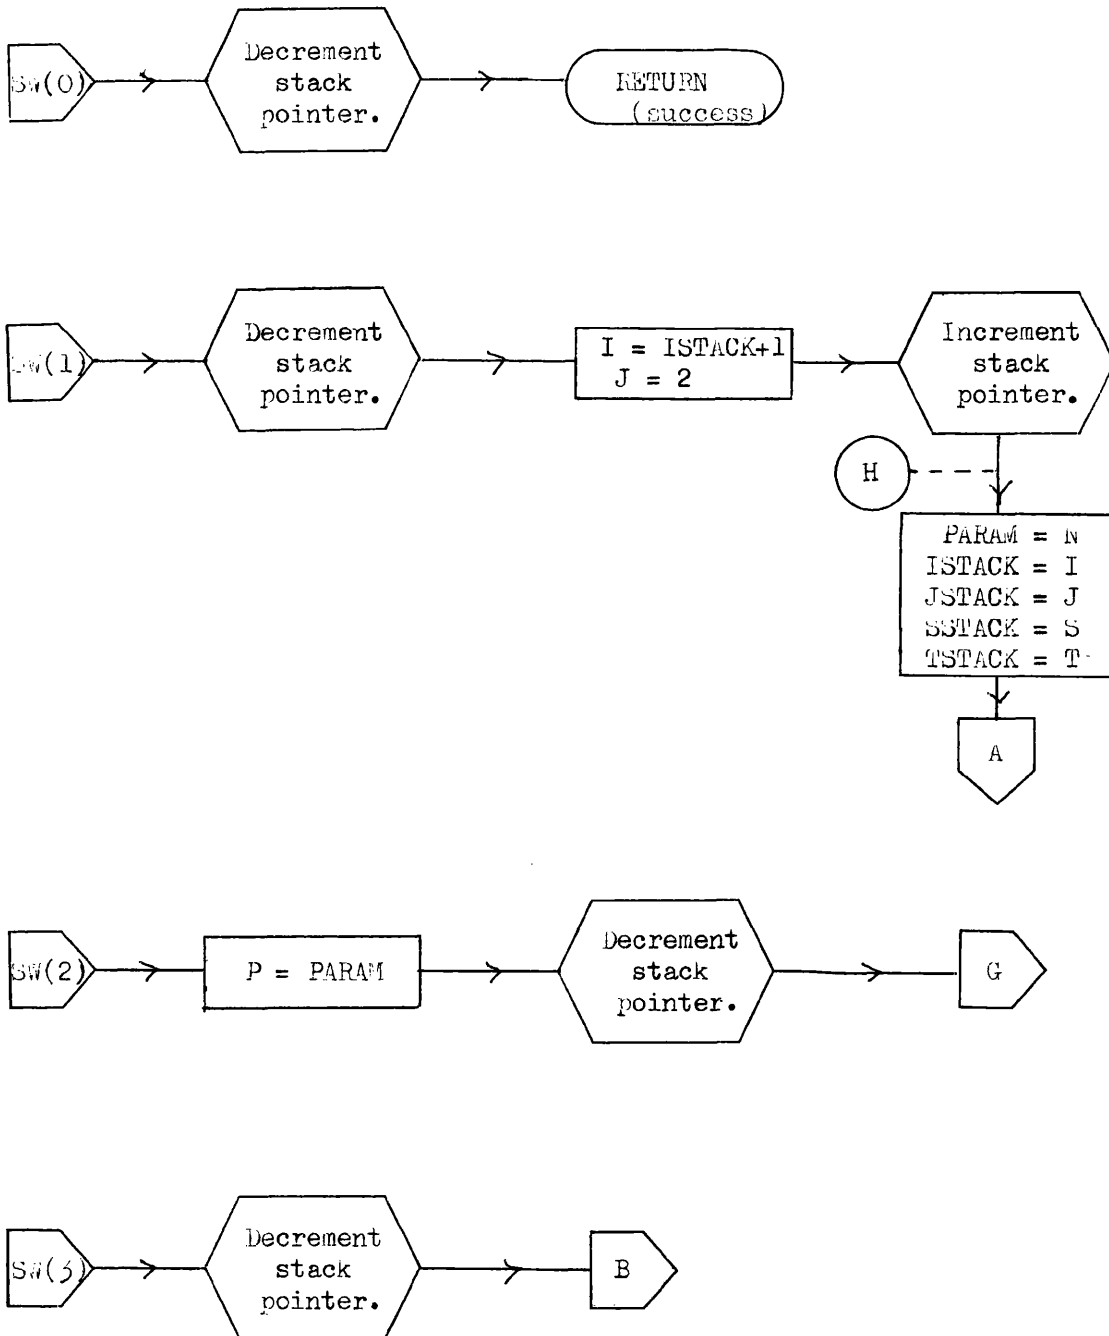 SW(0)
Decrement
stack
pointer.
RETURN
(success)
SW(1)
Decrement
stack
pointer.
I = ISTACK+1
J = 2
Increment
stack
pointer.
H
PARAM = N
ISTACK = I
JSTACK = J
SSTACK = S
TSTACK = T
A
SW(2)
P = PARAM
Decrement
stack
pointer.
G
SW(3)
Decrement
stack
pointer.
B